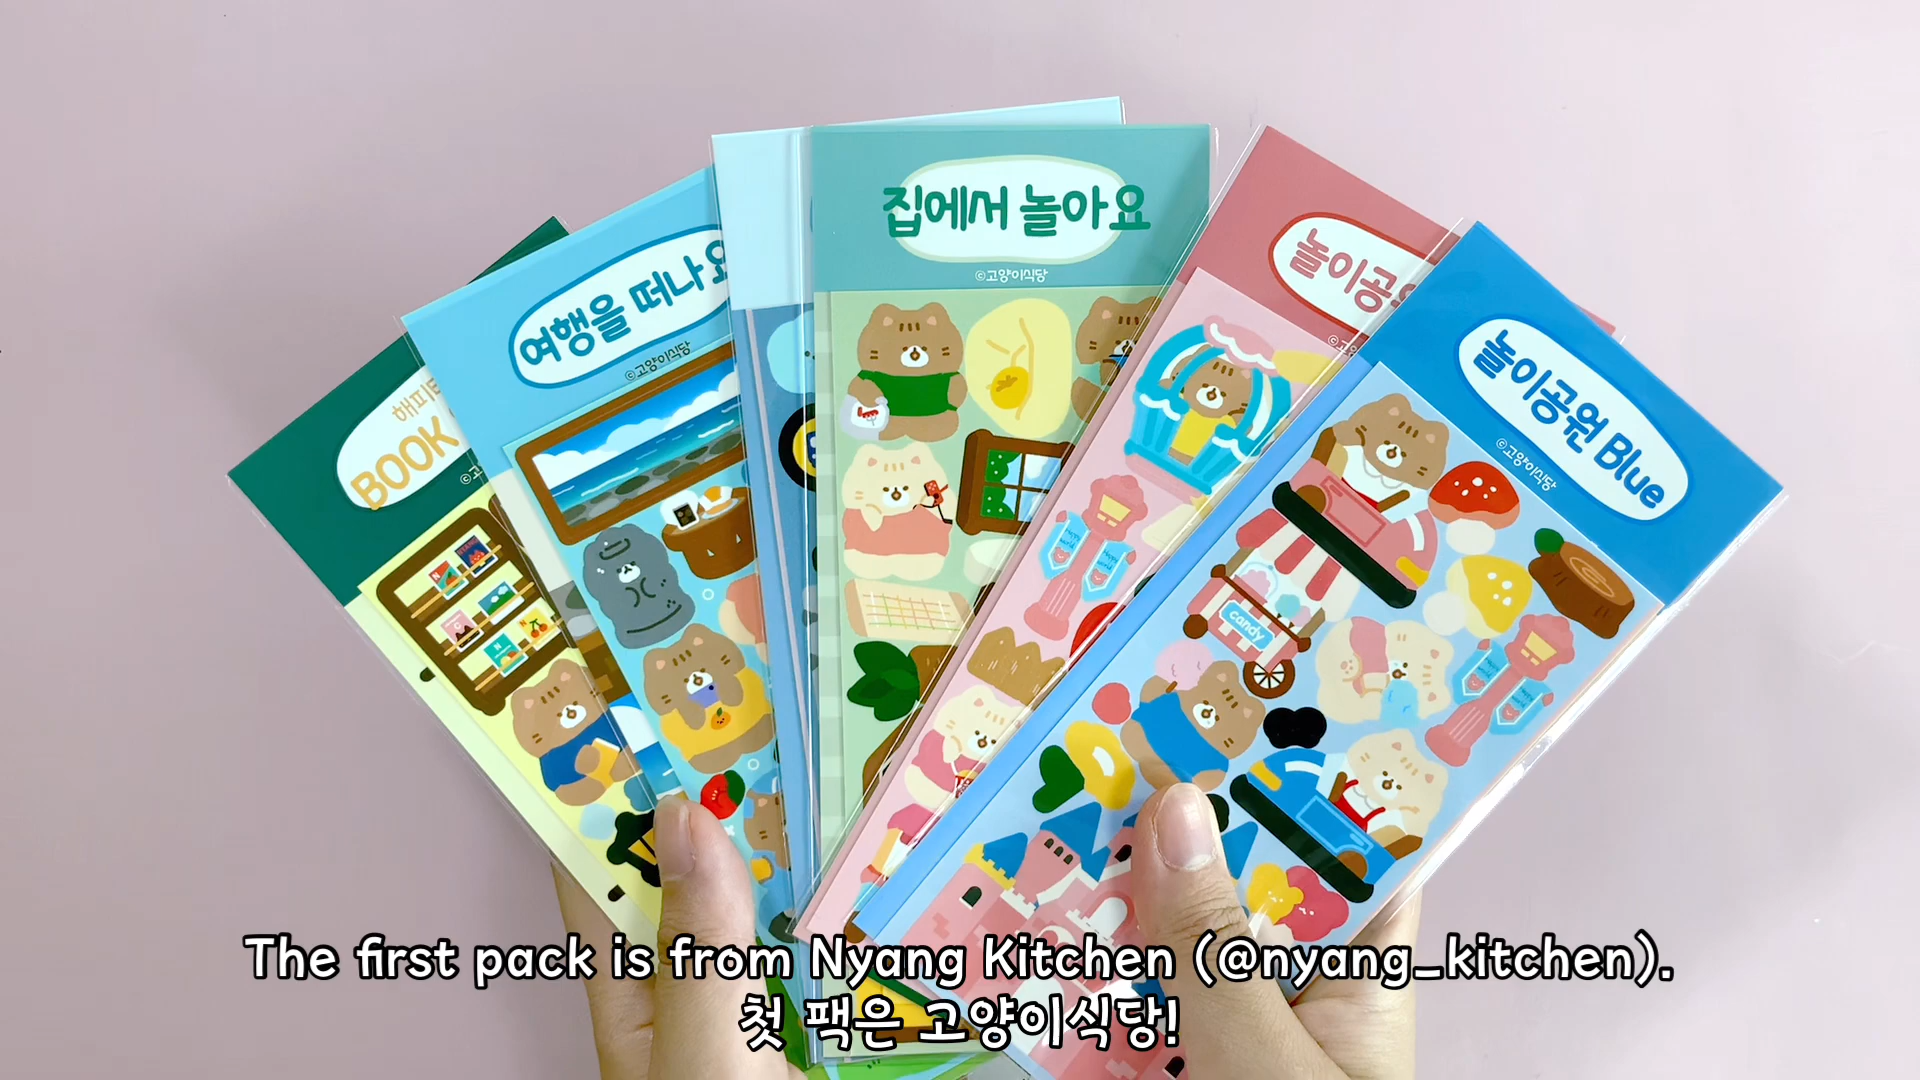 해피
BOOK
여행을 떠나요
©고양이식당
집에서 놀아요
©고양이식당
놀이공
놀이공원 Blue
©고양이식당
candy
The first pack is from Nyang Kitchen (@nyang_kitchen).
첫 팩은 고양이식당!